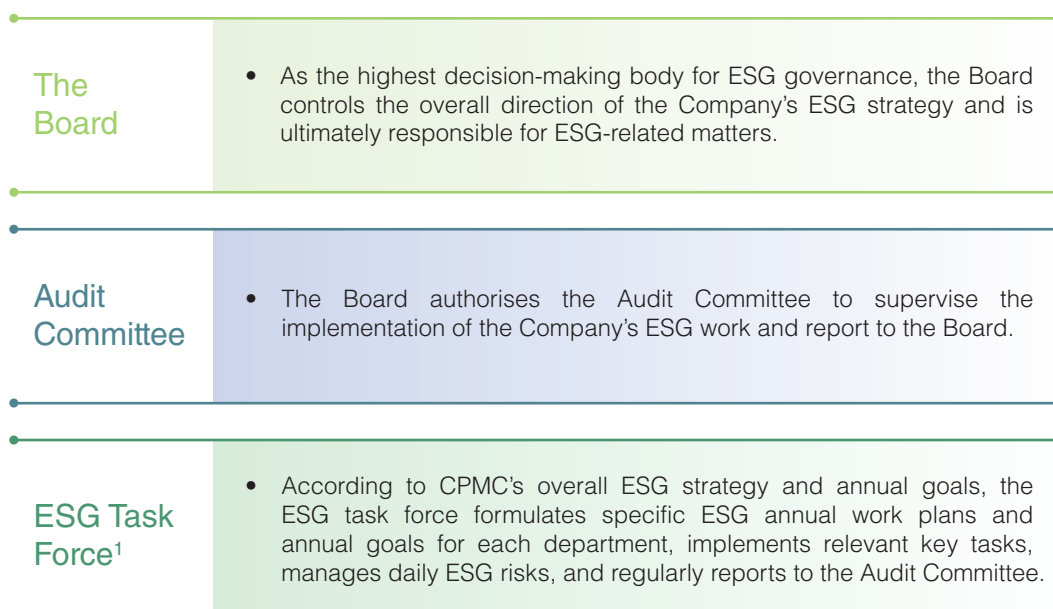 The
Board
• As the highest decision-making body for ESG governance, the Board
controls the overall direction of the Company's ESG strategy and is
ultimately responsible for ESG-related matters.
Audit
Committee
• The Board authorises the Audit Committee to supervise the
implementation of the Company's ESG work and report to the Board.
ESG Task
Force¹
• According to CPMC's overall ESG strategy and annual goals, the
ESG task force formulates specific ESG annual work plans and
annual goals for each department, implements relevant key tasks,
manages daily ESG risks, and regularly reports to the Audit Committee.